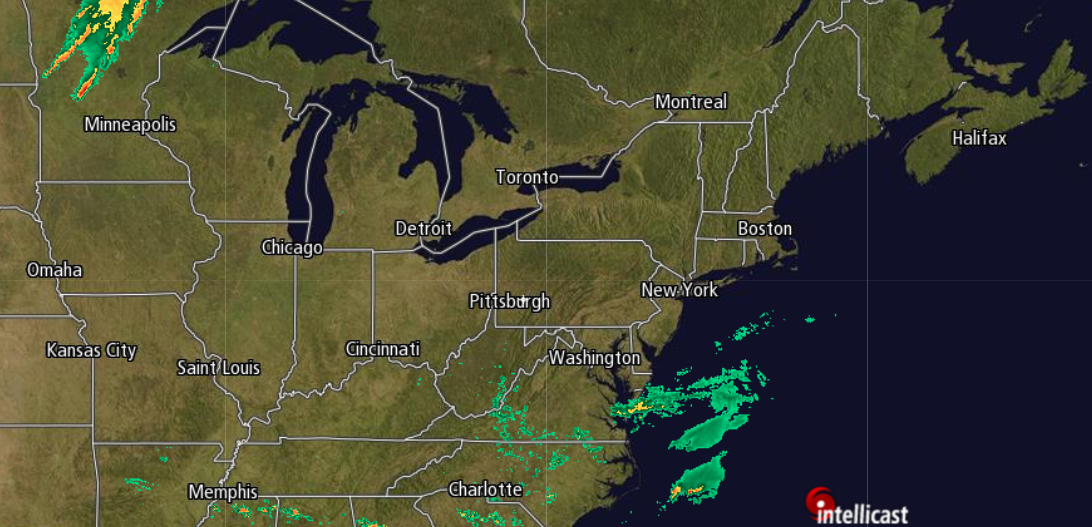 Montreal
Minneapolis
Halifax
Toronto
Detroit
Boston
Chicago
Omaha
New York
Pittsburgh
Kansas City
Cincinnati
Washington
Saint Louis
Memphis
Charlotte
intellicast